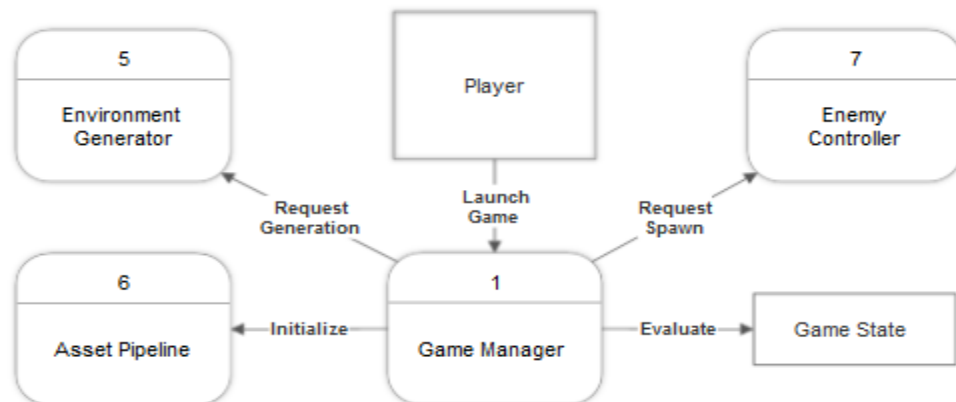 5
Environment
Generator
Player
7
Enemy
Controller
Request
Generation
Launch
Game
Request
Spawn
6
Asset Pipeline
Initialize
1
Game Manager
Evaluate
Game State